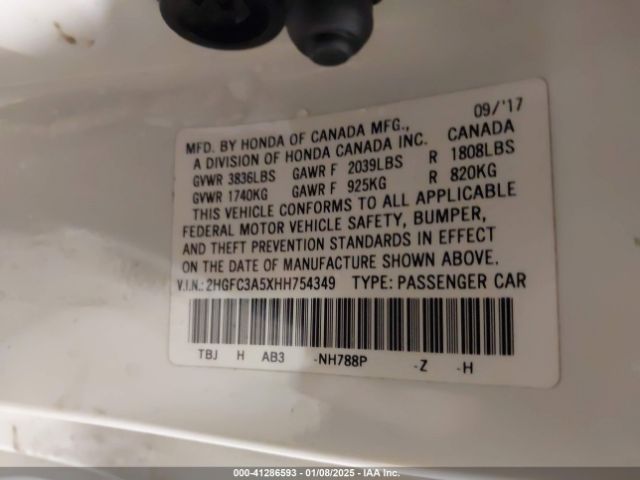 09/'17
MFD. BY HONDA OF CANADA MFG., CANADA
A DIVISION OF HONDA CANADA INC.
GVWR 3836LBS GAWR F 2039LBS R 1808LBS
GVWR 1740KG GAWR F 925KG R 820KG
THIS VEHICLE CONFORMS TO ALL APPLICABLE
FEDERAL MOTOR VEHICLE SAFETY, BUMPER,
AND THEFT PREVENTION STANDARDS IN EFFECT
ON THE DATE OF MANUFACTURE SHOWN ABOVE.
V.I.N.: 2HGFC3A5XHH754349 TYPE: PASSENGER CAR
TBJ H AB3 -NH788P -Z -H
000-41286593 - 01/08/2025 - IAA Inc.